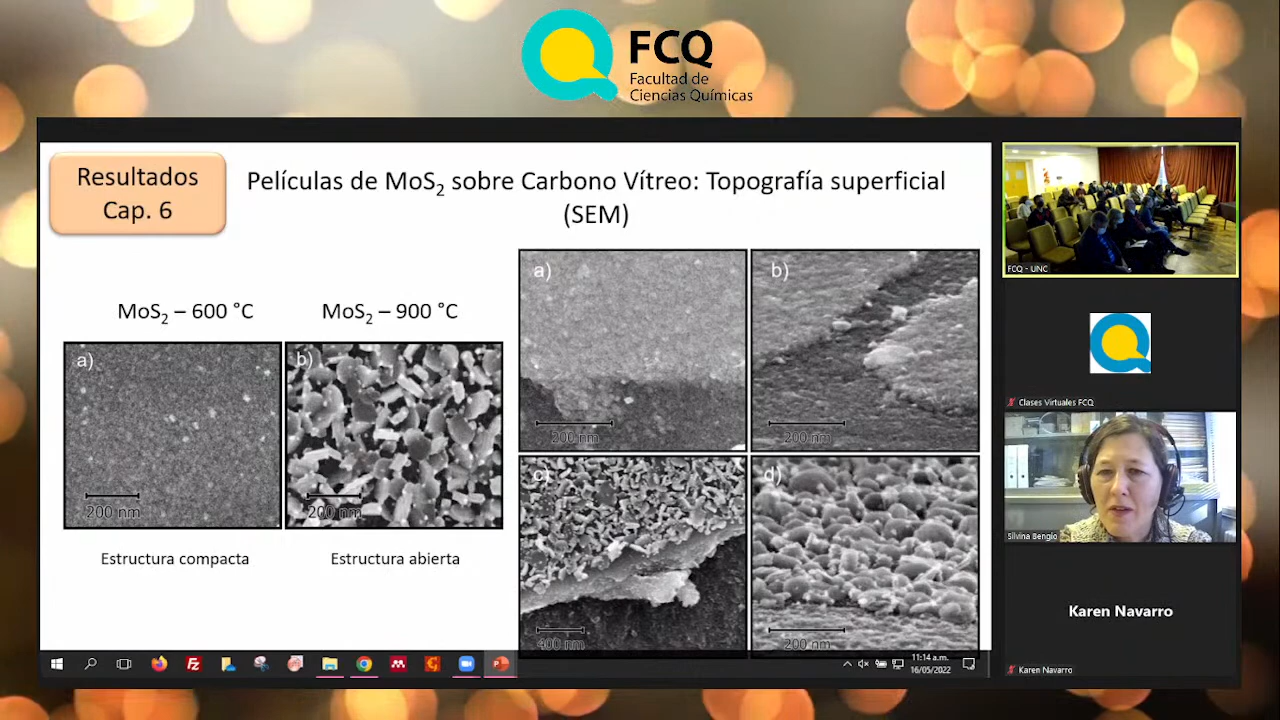 FCQ
Facultad de
Ciencias Químicas
Resultados
Cap. 6
Películas de MoS₂ sobre Carbono Vítreo: Topografía superficial
(SEM)
MoS₂ – 600 °C
MoS₂ – 900 °C
a)
200 nm
b)
200 nm
Estructura compacta
Estructura abierta
a)
200 nm
b)
200 nm
c)
400 nm
d)
200 nm
11:14 a.m.
16/05/2022
FCQ - UNC
Clases Virtuales FCQ
Silvina Bengio
Karen Navarro
Karen Navarro